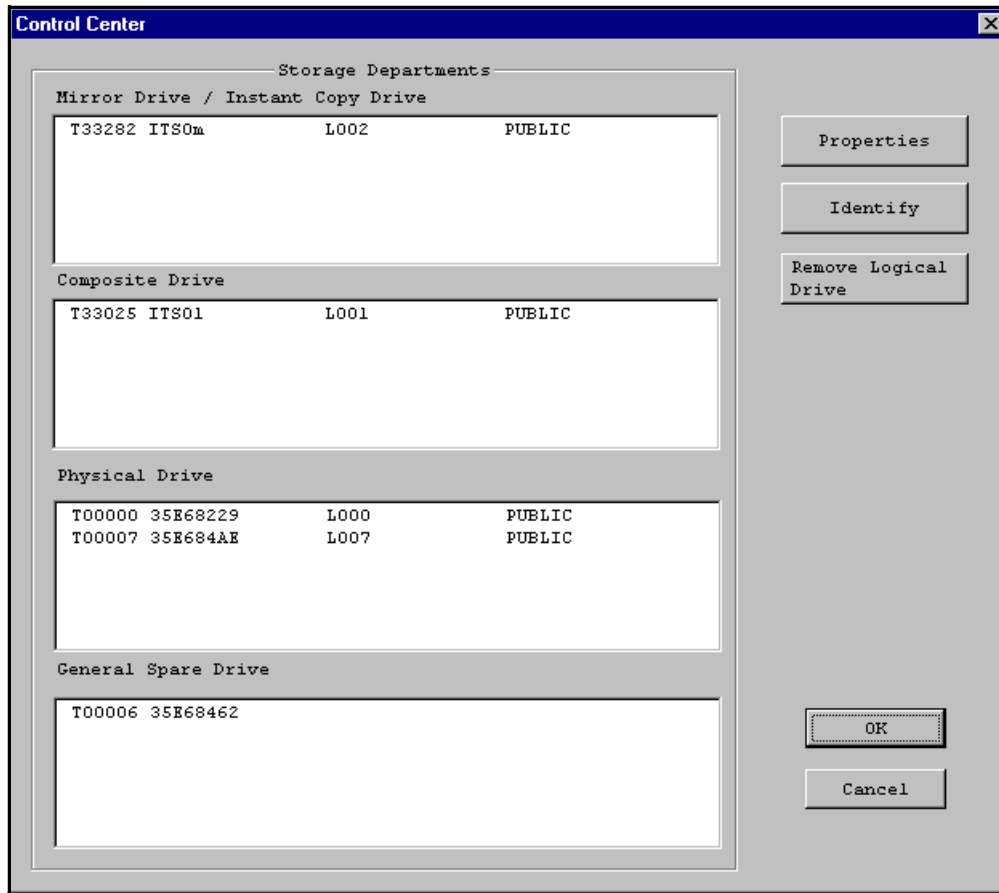 Control Center
Storage Departments
Mirror Drive / Instant Copy Drive
T33282 ITSOm L002 PUBLIC
Properties
Identify
Remove Logical
Drive
Composite Drive
T33025 ITSO1 L001 PUBLIC
Physical Drive
T00000 35E68229 L000 PUBLIC
T00007 35E684AE L007 PUBLIC
General Spare Drive
T00006 35E68462
OK
Cancel